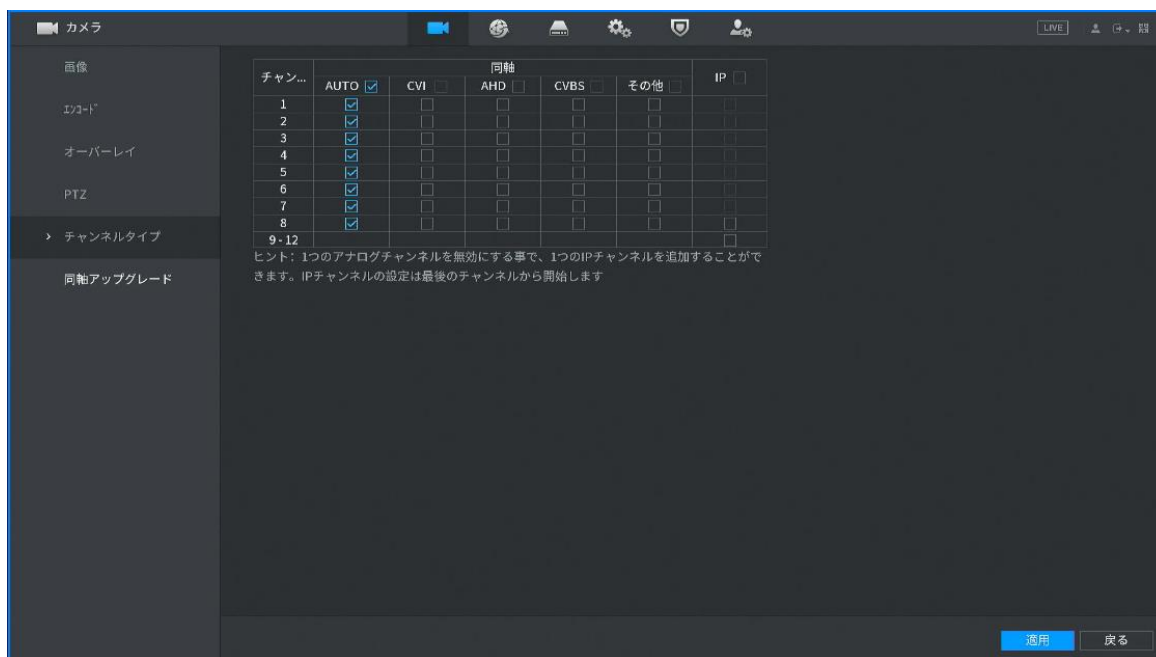 カメラ
LIVE
画像
エンコード
オーバーレイ
PTZ
チャンネルタイプ
同軸アップグレード
チャン... 同軸 IP
AUTO CVI AHD CVBS その他
1
2
3
4
5
6
7
8
9-12
ヒント: 1つのアナログチャンネルを無効にする事で、1つのIPチャンネルを追加することがで
きます。IPチャンネルの設定は最後のチャンネルから開始します
適用 戻る